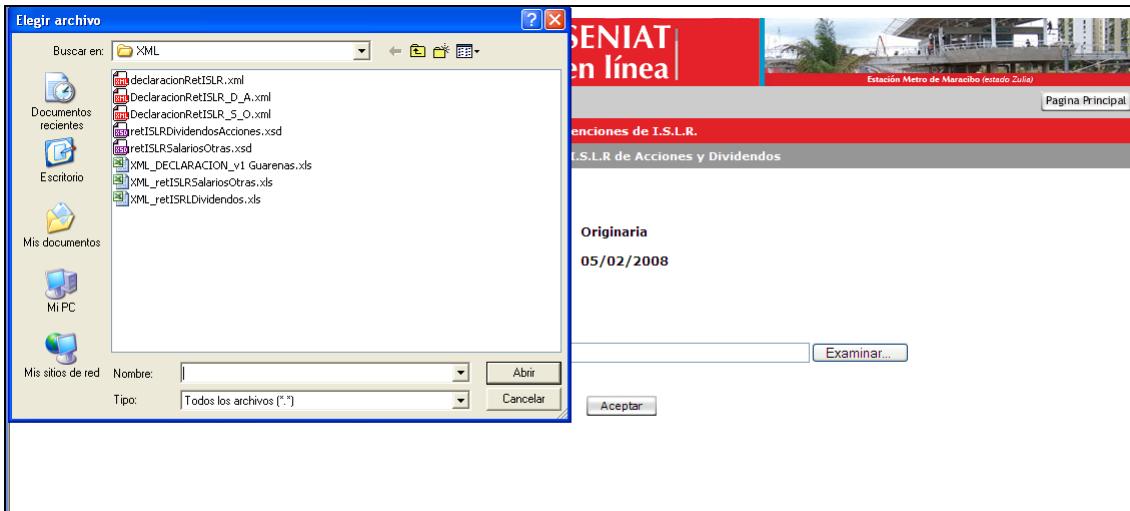 Elegir archivo
Buscar en: XML
declaracionRetISLR.xml
DeclaracionRetISLR_D_A.xml
DeclaracionRetISLR_S_O.xml
retISLRDividendosAcciones.xsd
retISLRSalariosOtras.xsd
XML_DECLARACION_v1 Guarenas.xls
XML_retISLRSalariosOtras.xls
XML_retISRLDividendos.xls
Documentos recientes
Escritorio
Mis documentos
Mi PC
Mis sitios de red
Nombre:
Abrir
Tipo: Todos los archivos (*.*)
Cancelar
SENIAT
en línea
Estación Metro de Maracibo (estado Zulia)
Pagina Principal
enciones de I.S.L.R.
I.S.L.R de Acciones y Dividendos
Originaria
05/02/2008
Examinar...
Aceptar